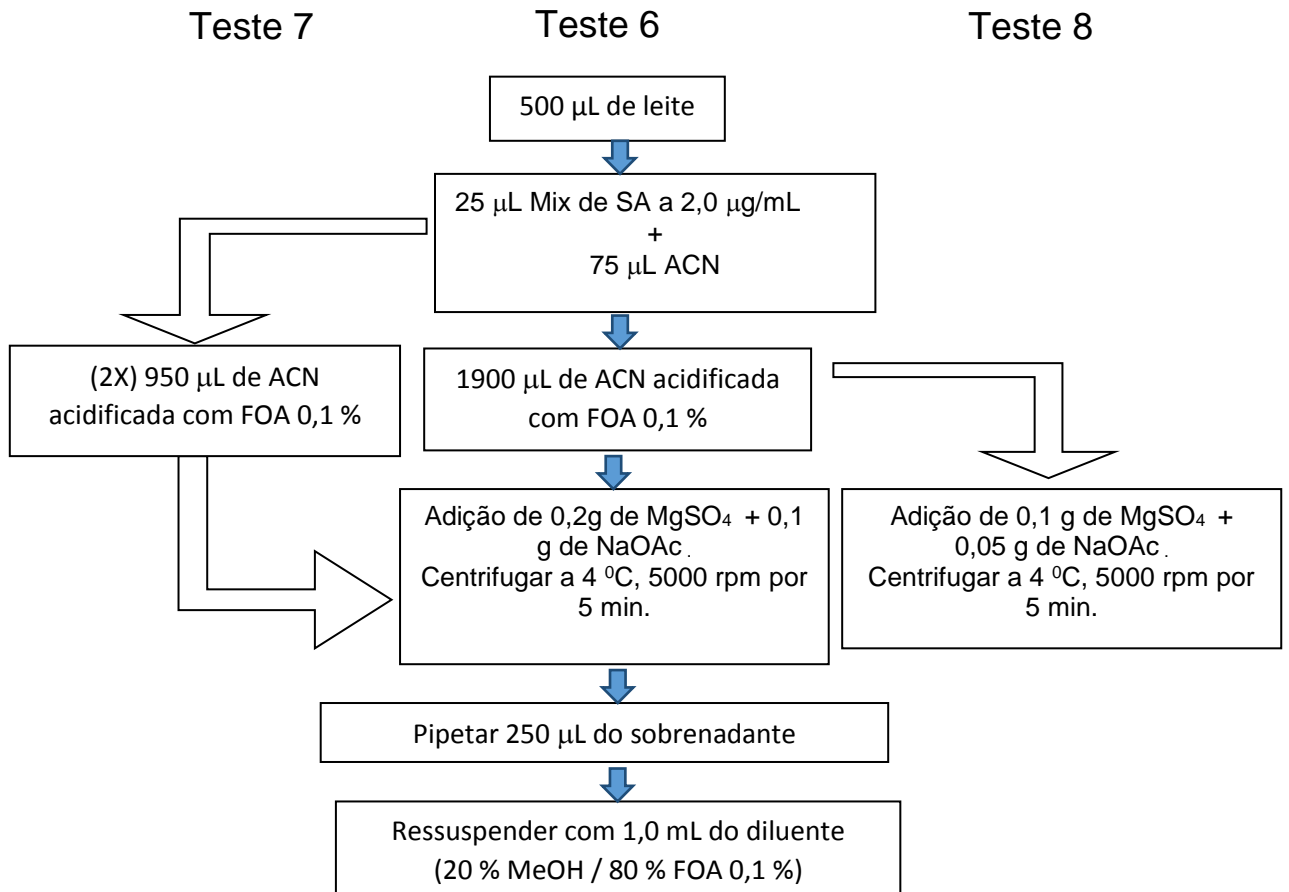 Teste 7
Teste 6
Teste 8
500 µL de leite
25 µL Mix de SA a 2,0 µg/mL
+
75 µL ACN
(2X) 950 µL de ACN
acidificada com FOA 0,1 %
1900 µL de ACN acidificada
com FOA 0,1 %
Adição de 0,2g de MgSO₄ + 0,1
g de NaOAc.
Centrifugar a 4 ⁰C, 5000 rpm por
5 min.
Adição de 0,1 g de MgSO₄ +
0,05 g de NaOAc.
Centrifugar a 4 ⁰C, 5000 rpm por
5 min.
Pipetar 250 µL do sobrenadante
Ressuspender com 1,0 mL do diluente
(20 % MeOH / 80 % FOA 0,1 %)